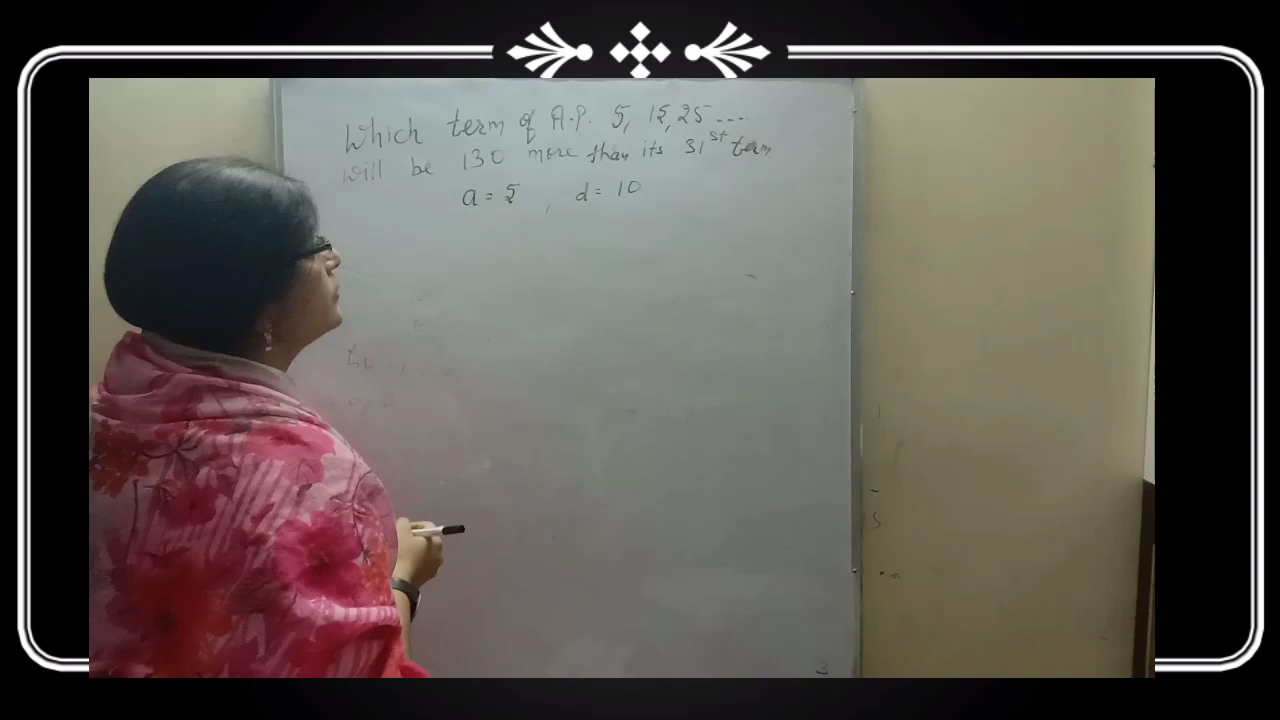 Which term of A.P. 5, 15, 25 ....
will be 130 more than its 31st term
a = 5 , d = 10